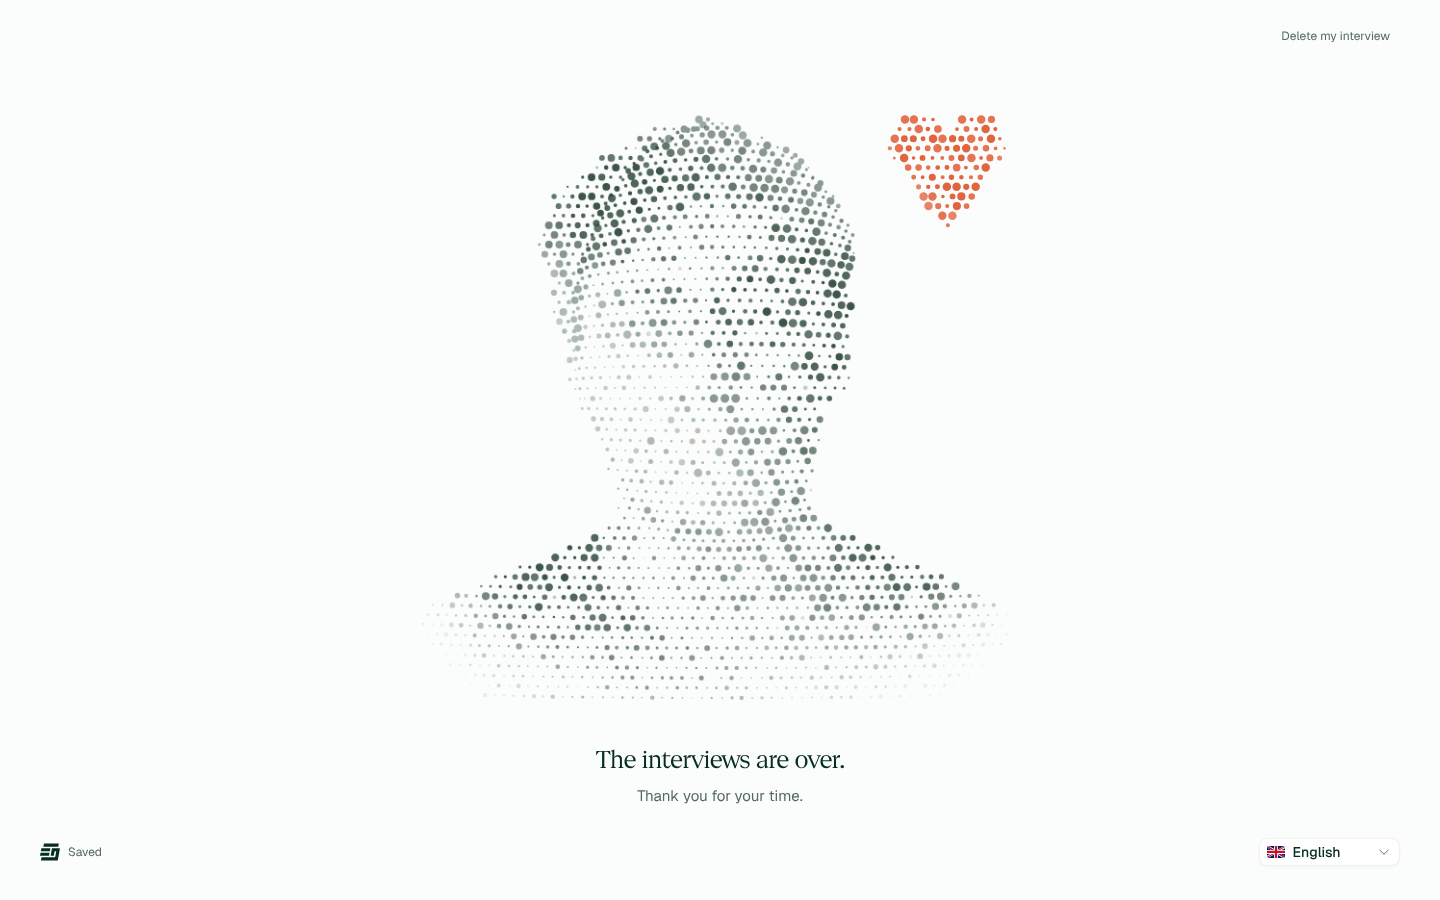 Delete my interview
The interviews are over.
Thank you for your time.
Saved
English